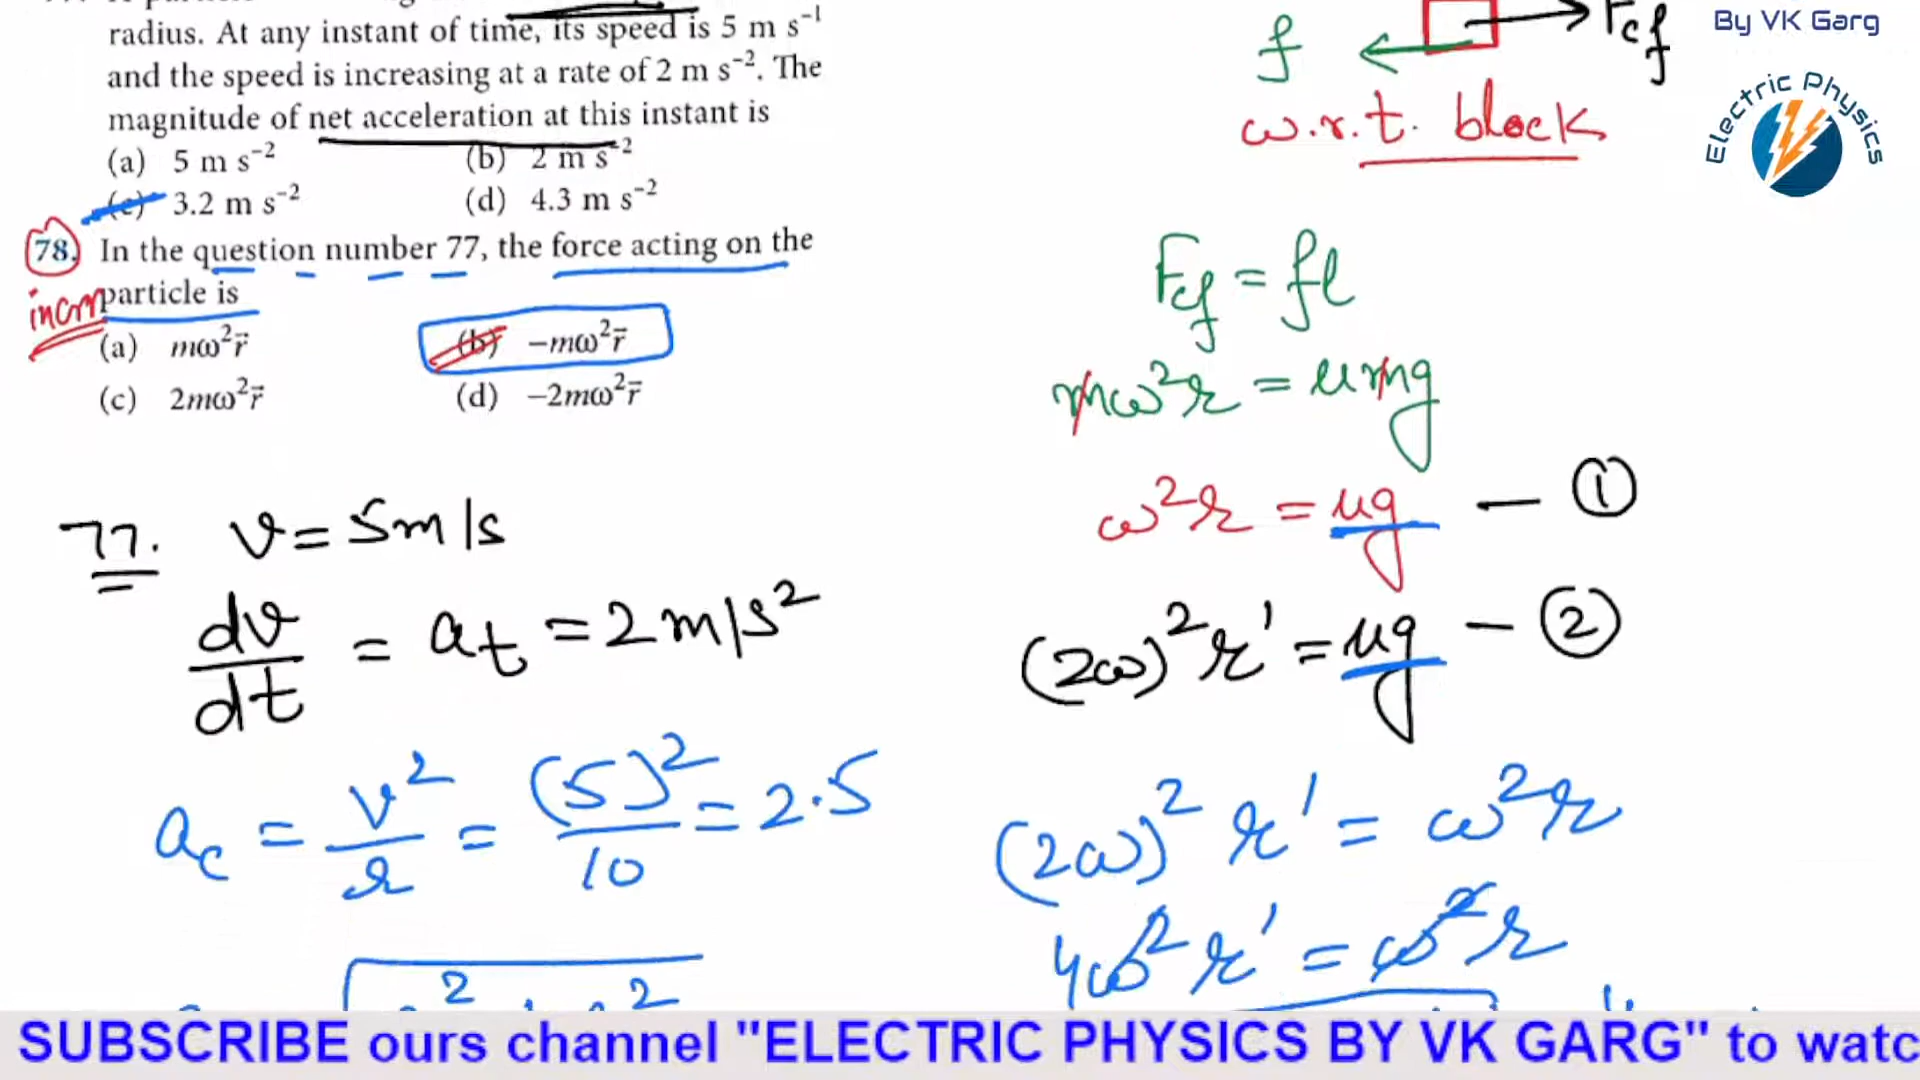 radius. At any instant of time, its speed is 5 m s⁻¹
and the speed is increasing at a rate of 2 m s⁻². The
magnitude of net acceleration at this instant is
(a) 5 m s⁻² (b) 2 m s⁻²
(c) 3.2 m s⁻² (d) 4.3 m s⁻²
78. In the question number 77, the force acting on the
particle is
(a) mω²r⃗ (b) −mω²r⃗
(c) 2mω²r⃗ (d) −2mω²r⃗
77. v = 5m/s
dv/dt = at = 2m/s²
ac = v²/r = (5)²/10 = 2.5
f Fcf
w.r.t. block
Fcf = fl
mω²r = μmg
ω²r = μg — ①
(2ω)²r' = μg — ②
(2ω)² r' = ω²r
4ω² r' = ω²r
By VK Garg
Electric Physics
SUBSCRIBE ours channel "ELECTRIC PHYSICS BY VK GARG" to watc